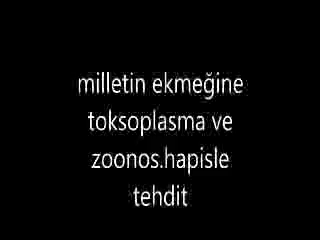 milletin ekmeğine
toksoplasma ve
zoonos.hapisle
tehdit